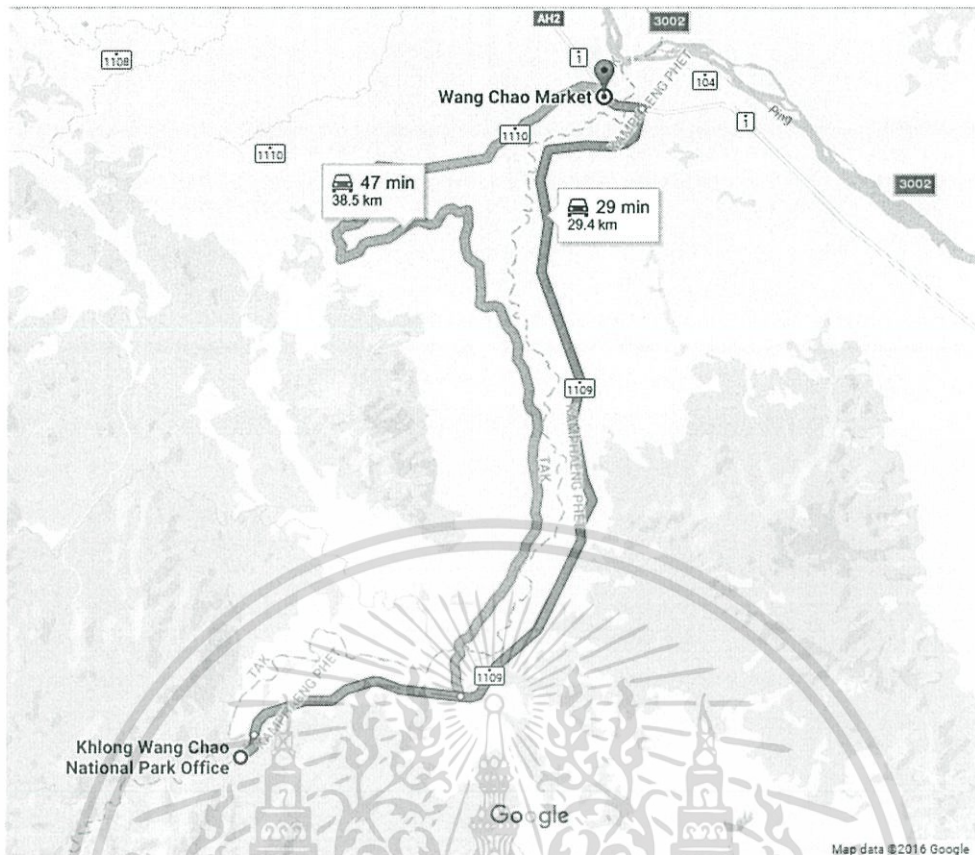 AH2
3002
1108
1
Wang Chao Market
KAMPHAENG PHET
104
1
Ping
1110
1110
3002
47 min
38.5 km
29 min
29.4 km
1109
TAK
KAMPHAENG PHET
1109
TAK
KAMPHAENG PHET
Khlong Wang Chao
National Park Office
Google
Map data ©2016 Google